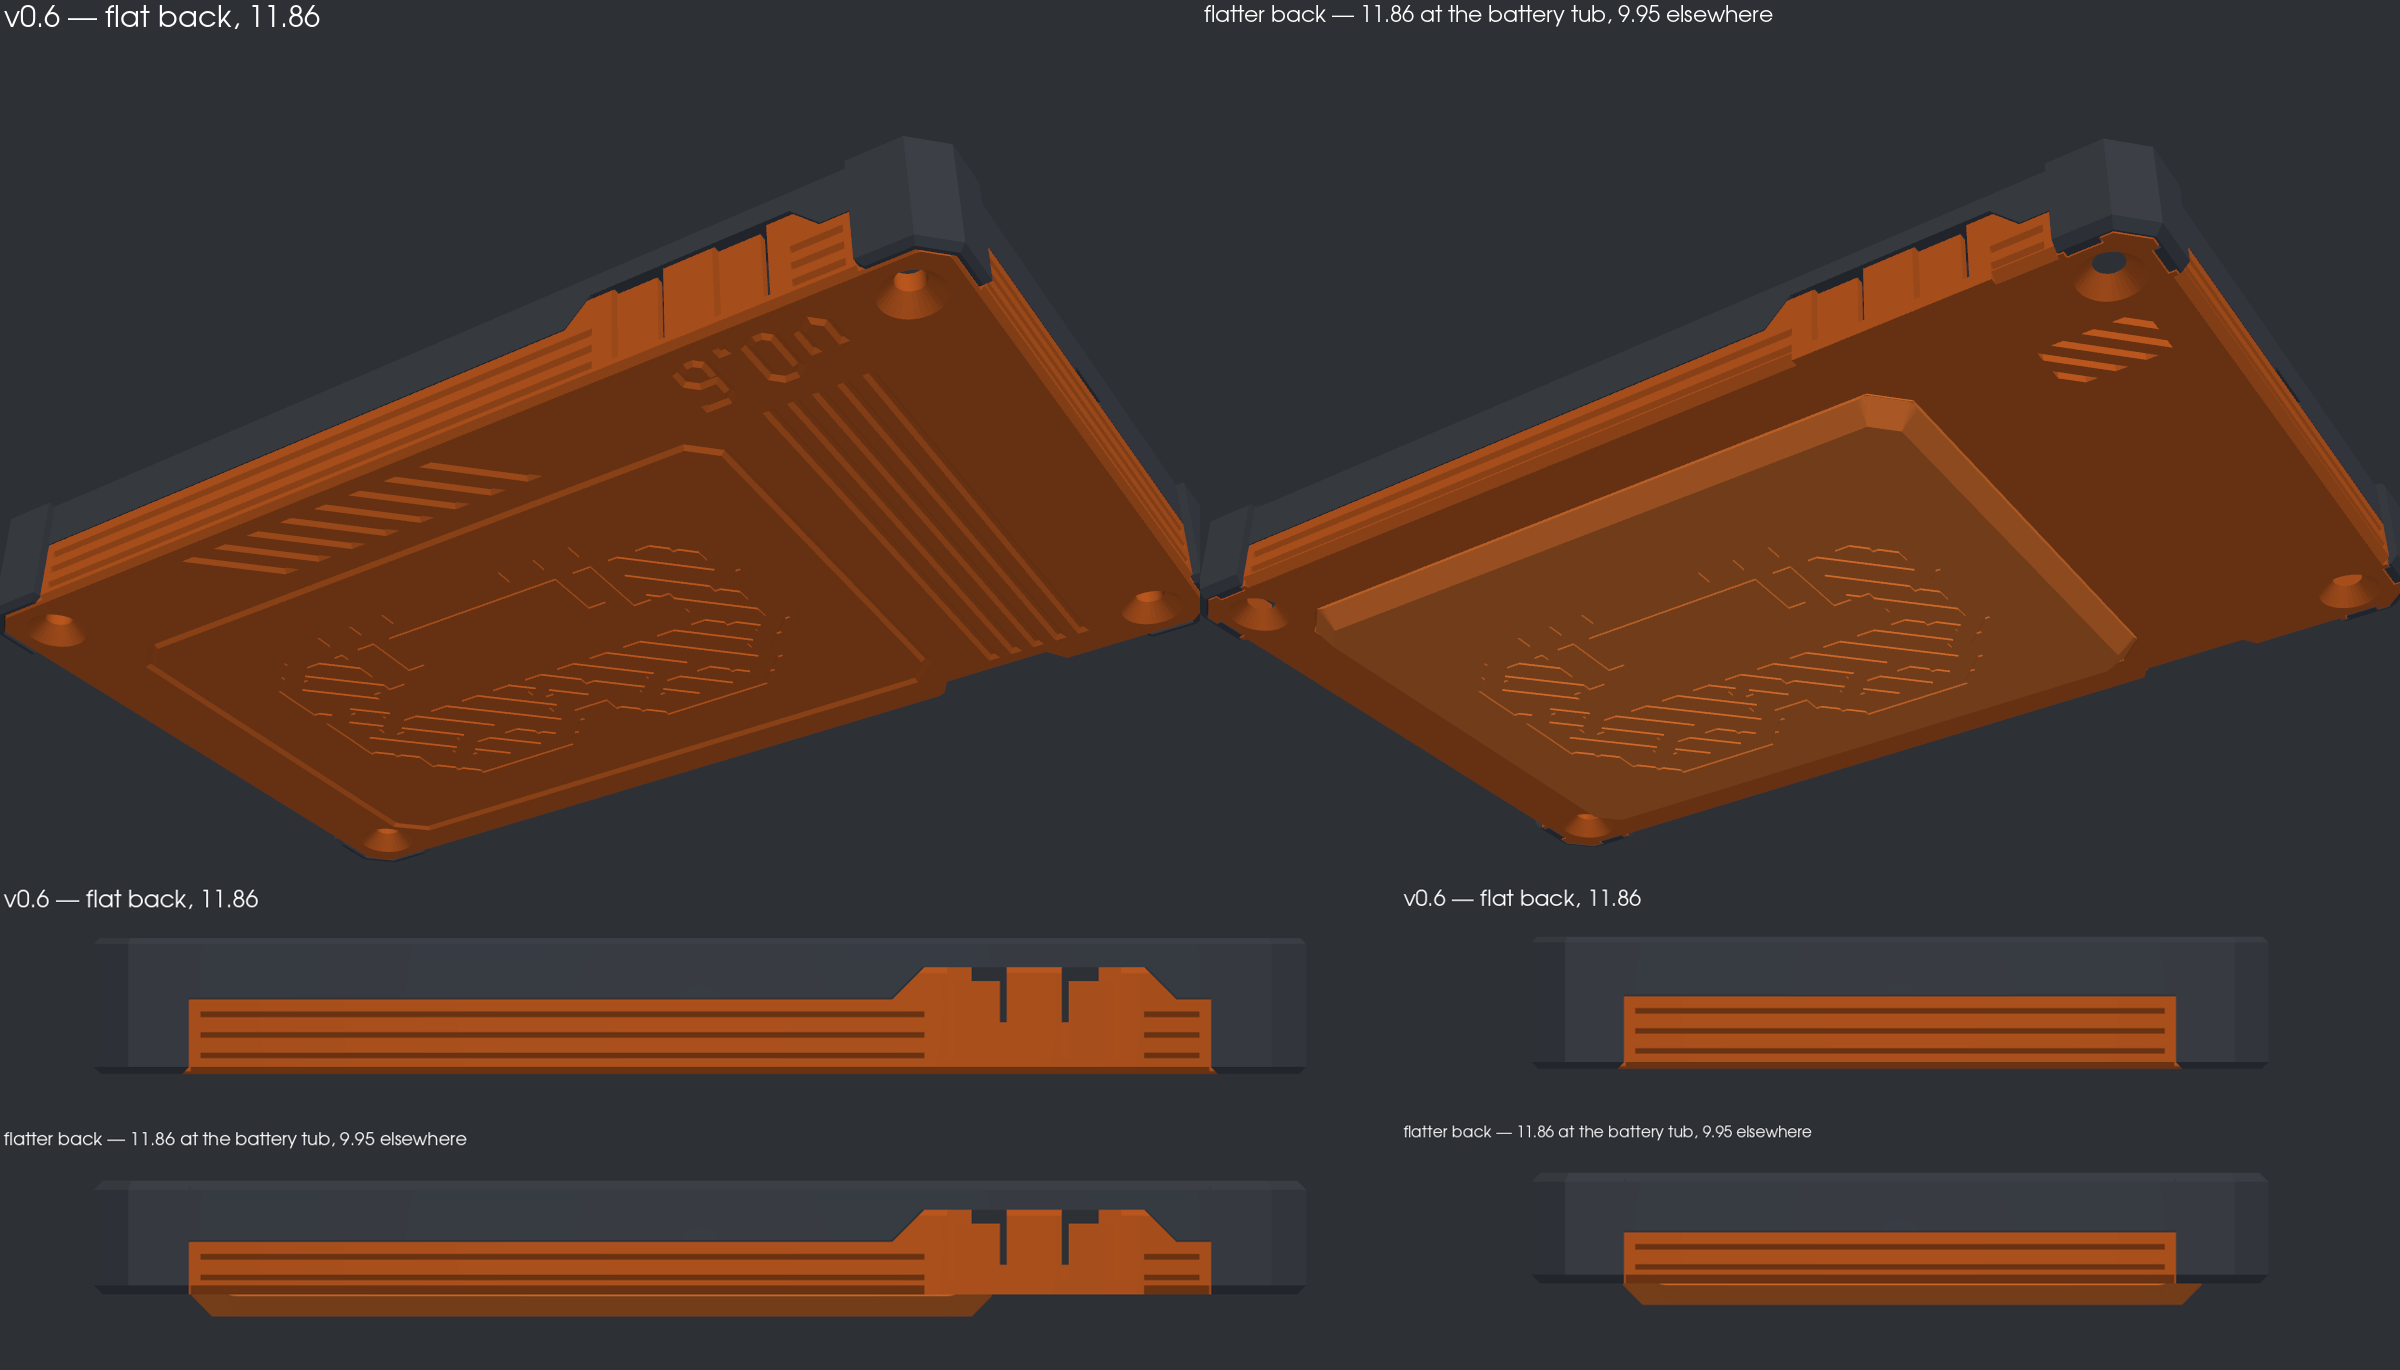 v0.6 — flat back, 11.86
flatter back — 11.86 at the battery tub, 9.95 elsewhere
v0.6
v0.6 — flat back, 11.86
v0.6 — flat back, 11.86
flatter back — 11.86 at the battery tub, 9.95 elsewhere
flatter back — 11.86 at the battery tub, 9.95 elsewhere